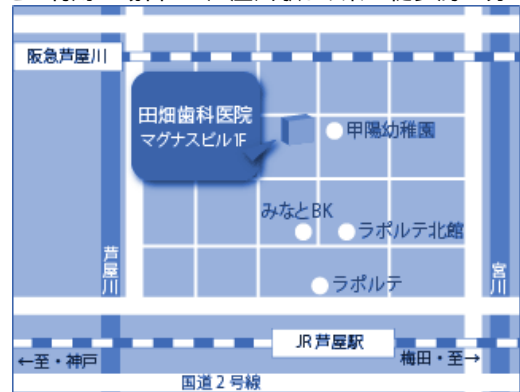 阪急芦屋川
田畑歯科医院
マグナスビル1F
甲陽幼稚園
みなとBK
ラポルテ北館
芦屋川
宮川
ラポルテ
JR芦屋駅
←至・神戸
梅田・至→
国道2号線